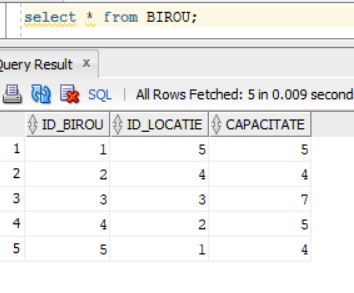 select * from BIROU;
Query Result ×
SQL | All Rows Fetched: 5 in 0.009 second
ID_BIROU ID_LOCATIE CAPACITATE
1 1 5 5
2 2 4 4
3 3 3 7
4 4 2 5
5 5 1 4